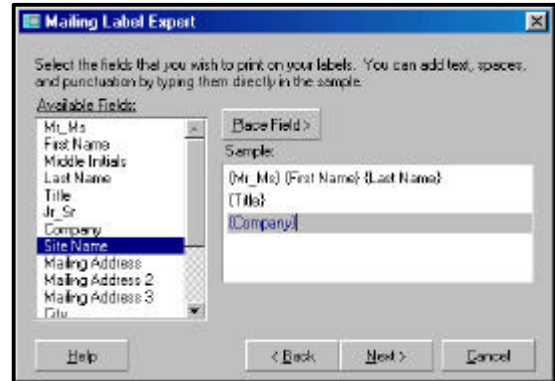 Mailing Label Expert
Select the fields that you wish to print on your labels. You can add text, spaces,
and punctuation by typing them directly in the sample.
Available Fields:
Mr_Ms
First Name
Middle Initials
Last Name
Title
Jr_Sr
Company
Site Name
Mailing Address
Mailing Address 2
Mailing Address 3
City
Place Field >
Sample:
{Mr_Ms} {First Name} {Last Name}
{Title}
{Company}
Help
< Back
Next >
Cancel